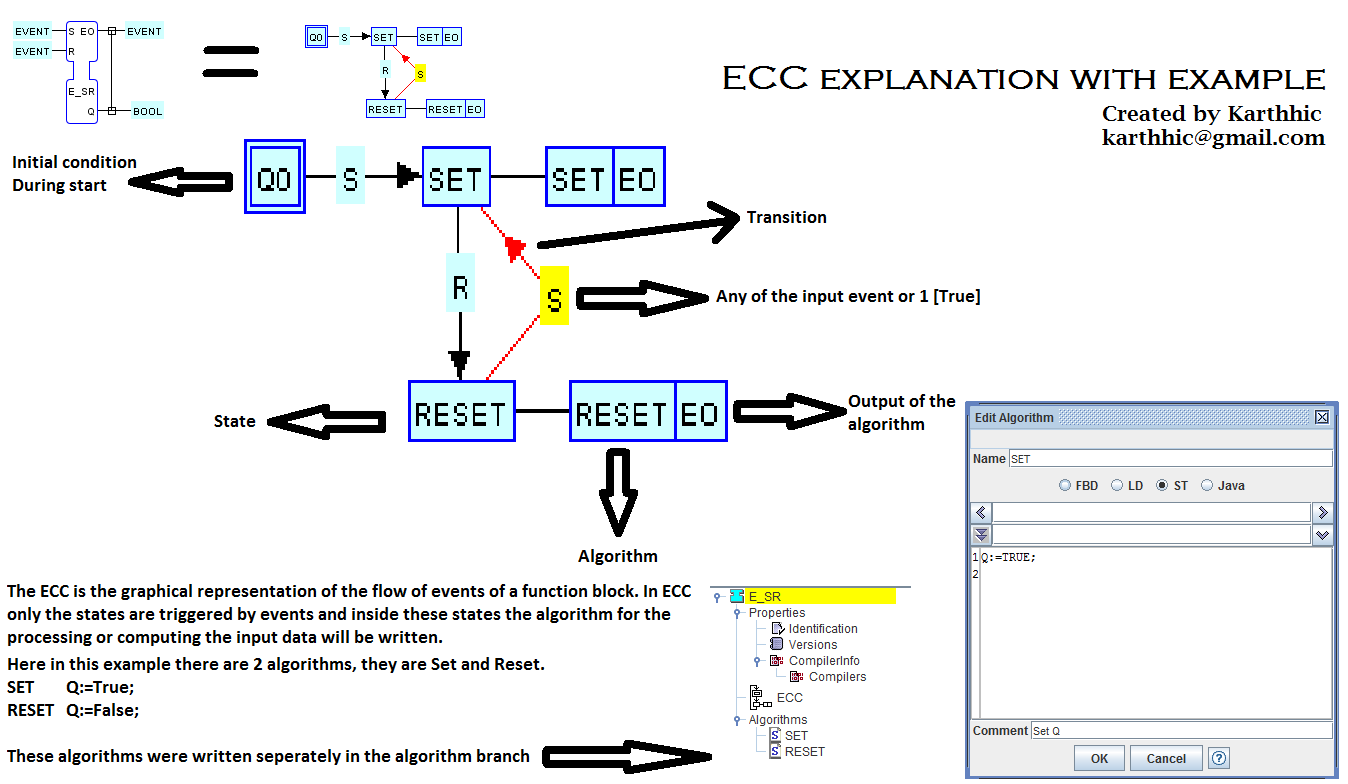 EVENT
EVENT
S EO
R
E_SR
Q
EVENT
BOOL
Q0
S
SET
SET EO
R
S
RESET
RESET EO
ECC EXPLANATION WITH EXAMPLE
Created by Karthhic
karthhic@gmail.com
Initial condition
During start
Q0
S
SET
SET EO
Transition
R
S
Any of the input event or 1 [True]
State
RESET
RESET EO
Output of the
algorithm
Algorithm
The ECC is the graphical representation of the flow of events of a function block. In ECC
only the states are triggered by events and inside these states the algorithm for the
processing or computing the input data will be written.
Here in this example there are 2 algorithms, they are Set and Reset.
SET Q:=True;
RESET Q:=False;
These algorithms were written seperately in the algorithm branch
E_SR
Properties
Identification
Versions
CompilerInfo
Compilers
ECC
Algorithms
S SET
S RESET
Edit Algorithm
Name SET
FBD LD ST Java
1 Q:=TRUE;
2
Comment Set Q
OK Cancel ?